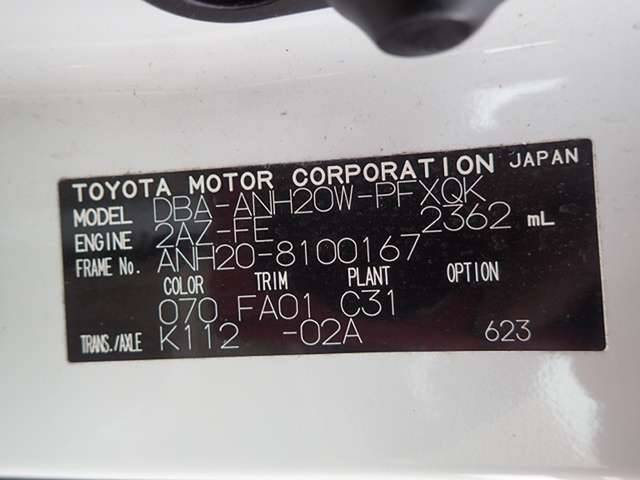 TOYOTA MOTOR CORPORATION JAPAN
MODEL DBA-ANH20W-PFXQK
ENGINE 2AZ-FE 2362 mL
FRAME No. ANH20-8100167
COLOR TRIM PLANT OPTION
070 FA01 C31
TRANS./AXLE K112 -02A 623